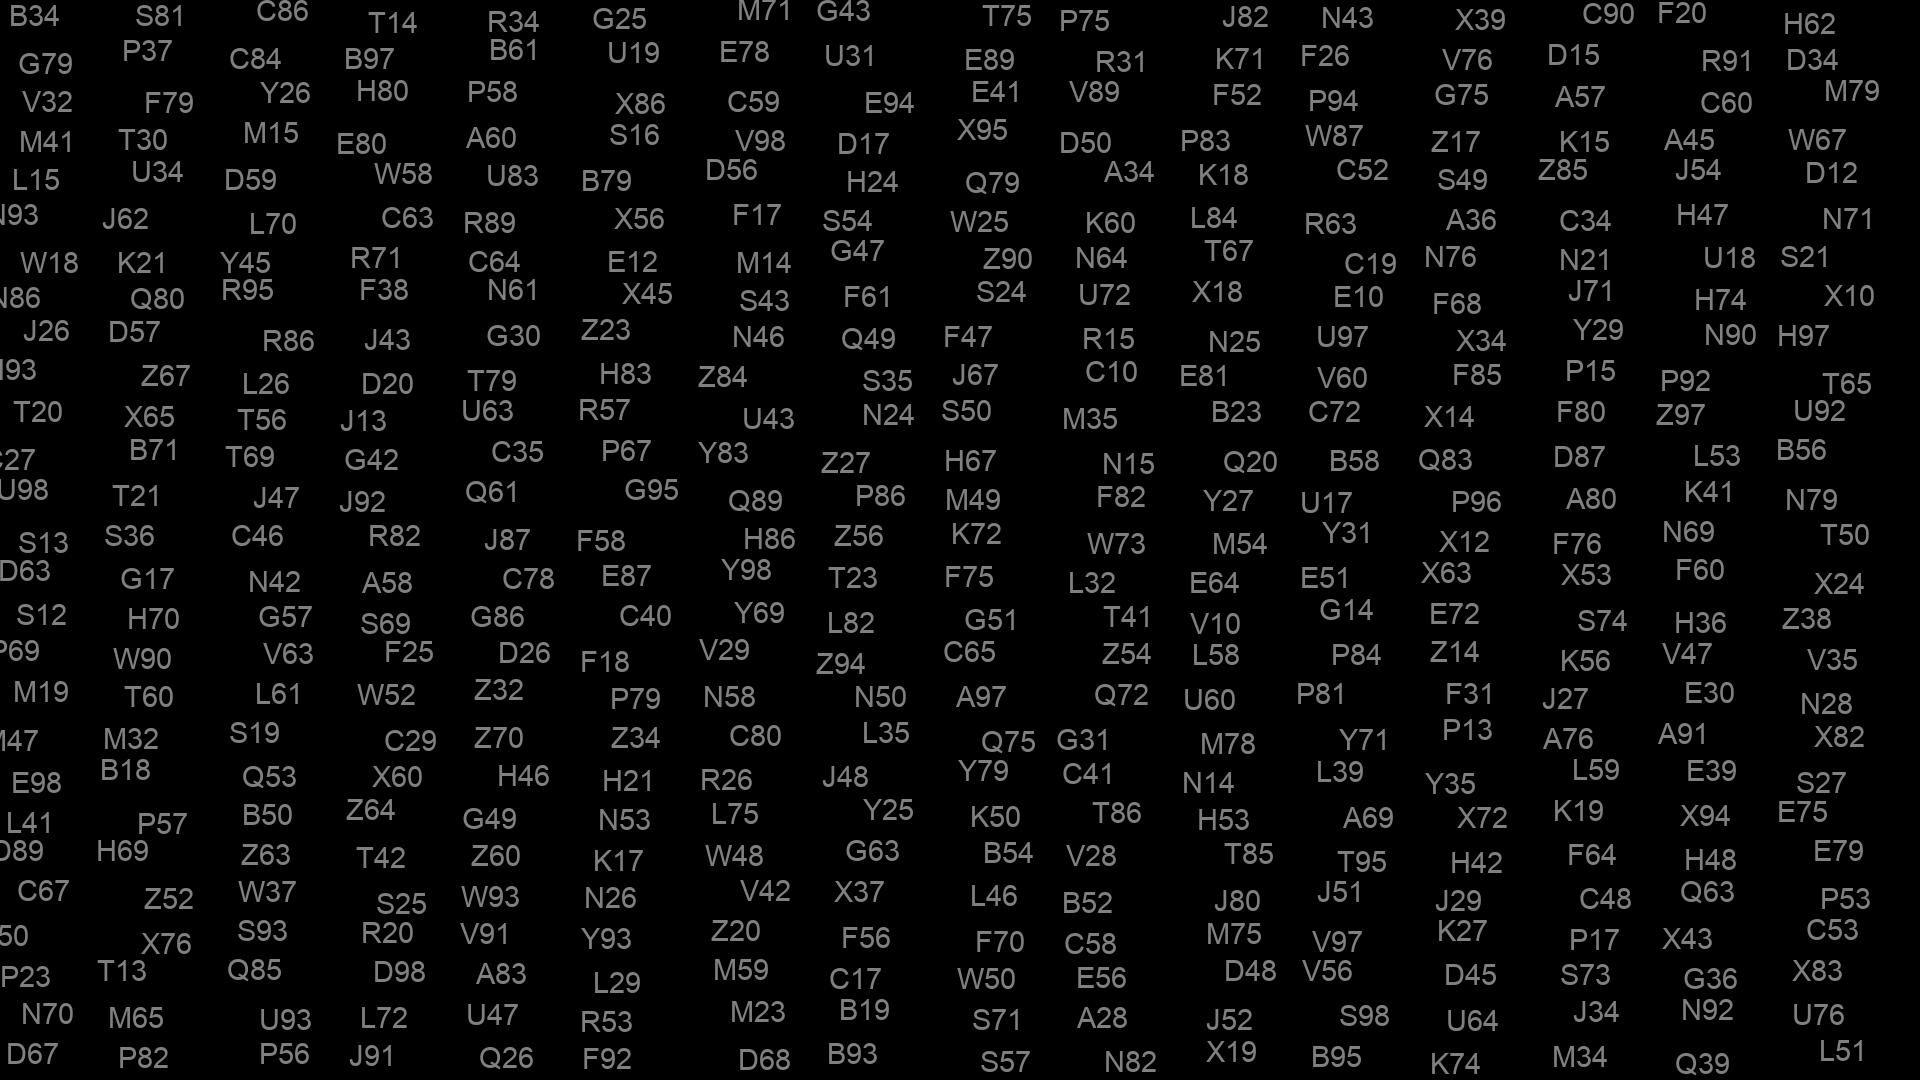 B34 S81 C86 T14 R34 G25 M71 G43 T75 P75 J82 N43 X39 C90 F20 H62
G79 P37 C84 B97 B61 U19 E78 U31 E89 R31 K71 F26 V76 D15 R91 D34
V32 F79 Y26 H80 P58 X86 C59 E94 E41 V89 F52 P94 G75 A57 C60 M79
M41 T30 M15 E80 A60 S16 V98 D17 X95 D50 P83 W87 Z17 K15 A45 W67
L15 U34 D59 W58 U83 B79 D56 H24 Q79 A34 K18 C52 S49 Z85 J54 D12
N93 J62 L70 C63 R89 X56 F17 S54 W25 K60 L84 R63 A36 C34 H47 N71
W18 K21 Y45 R71 C64 E12 M14 G47 Z90 N64 T67 C19 N76 N21 U18 S21
N86 Q80 R95 F38 N61 X45 S43 F61 S24 U72 X18 E10 F68 J71 H74 X10
J26 D57 R86 J43 G30 Z23 N46 Q49 F47 R15 N25 U97 X34 Y29 N90 H97
Z67 L26 D20 T79 H83 Z84 S35 J67 C10 E81 V60 F85 P15 P92 T65
T20 X65 T56 J13 U63 R57 U43 N24 S50 M35 B23 C72 X14 F80 Z97 U92
B71 T69 G42 C35 P67 Y83 Z27 H67 N15 Q20 B58 Q83 D87 L53 B56
U98 T21 J47 J92 Q61 G95 Q89 P86 M49 F82 Y27 U17 P96 A80 K41 N79
S13 S36 C46 R82 J87 F58 H86 Z56 K72 W73 M54 Y31 X12 F76 N69 T50
D63 G17 N42 A58 C78 E87 Y98 T23 F75 L32 E64 E51 X63 X53 F60 X24
S12 H70 G57 S69 G86 C40 Y69 L82 G51 T41 V10 G14 E72 S74 H36 Z38
P69 W90 V63 F25 D26 F18 V29 Z94 C65 Z54 L58 P84 Z14 K56 V47 V35
M19 T60 L61 W52 Z32 P79 N58 N50 A97 Q72 U60 P81 F31 J27 E30 N28
M47 M32 S19 C29 Z70 Z34 C80 L35 Q75 G31 M78 Y71 P13 A76 A91 X82
E98 B18 Q53 X60 H46 H21 R26 J48 Y79 C41 N14 L39 Y35 L59 E39 S27
L41 P57 B50 Z64 G49 N53 L75 Y25 K50 T86 H53 A69 X72 K19 X94 E75
H69 Z63 T42 Z60 K17 W48 G63 B54 V28 T85 T95 H42 F64 H48 E79
C67 Z52 W37 S25 W93 N26 V42 X37 L46 B52 J80 J51 J29 C48 Q63 P53
50 X76 S93 R20 V91 Y93 Z20 F56 F70 C58 M75 V97 K27 P17 X43 C53
P23 T13 Q85 D98 A83 L29 M59 C17 W50 E56 D48 V56 D45 S73 G36 X83
N70 M65 U93 L72 U47 R53 M23 B19 S71 A28 J52 S98 U64 J34 N92 U76
D67 P82 P56 J91 Q26 F92 D68 B93 S57 N82 X19 B95 K74 M34 Q39 L51